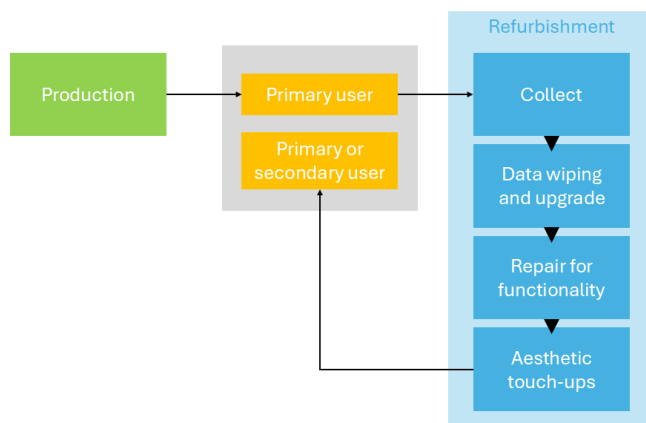 Refurbishment
Production
Primary user
Collect
Primary or
secondary user
Data wiping
and upgrade
Repair for
functionality
Aesthetic
touch-ups